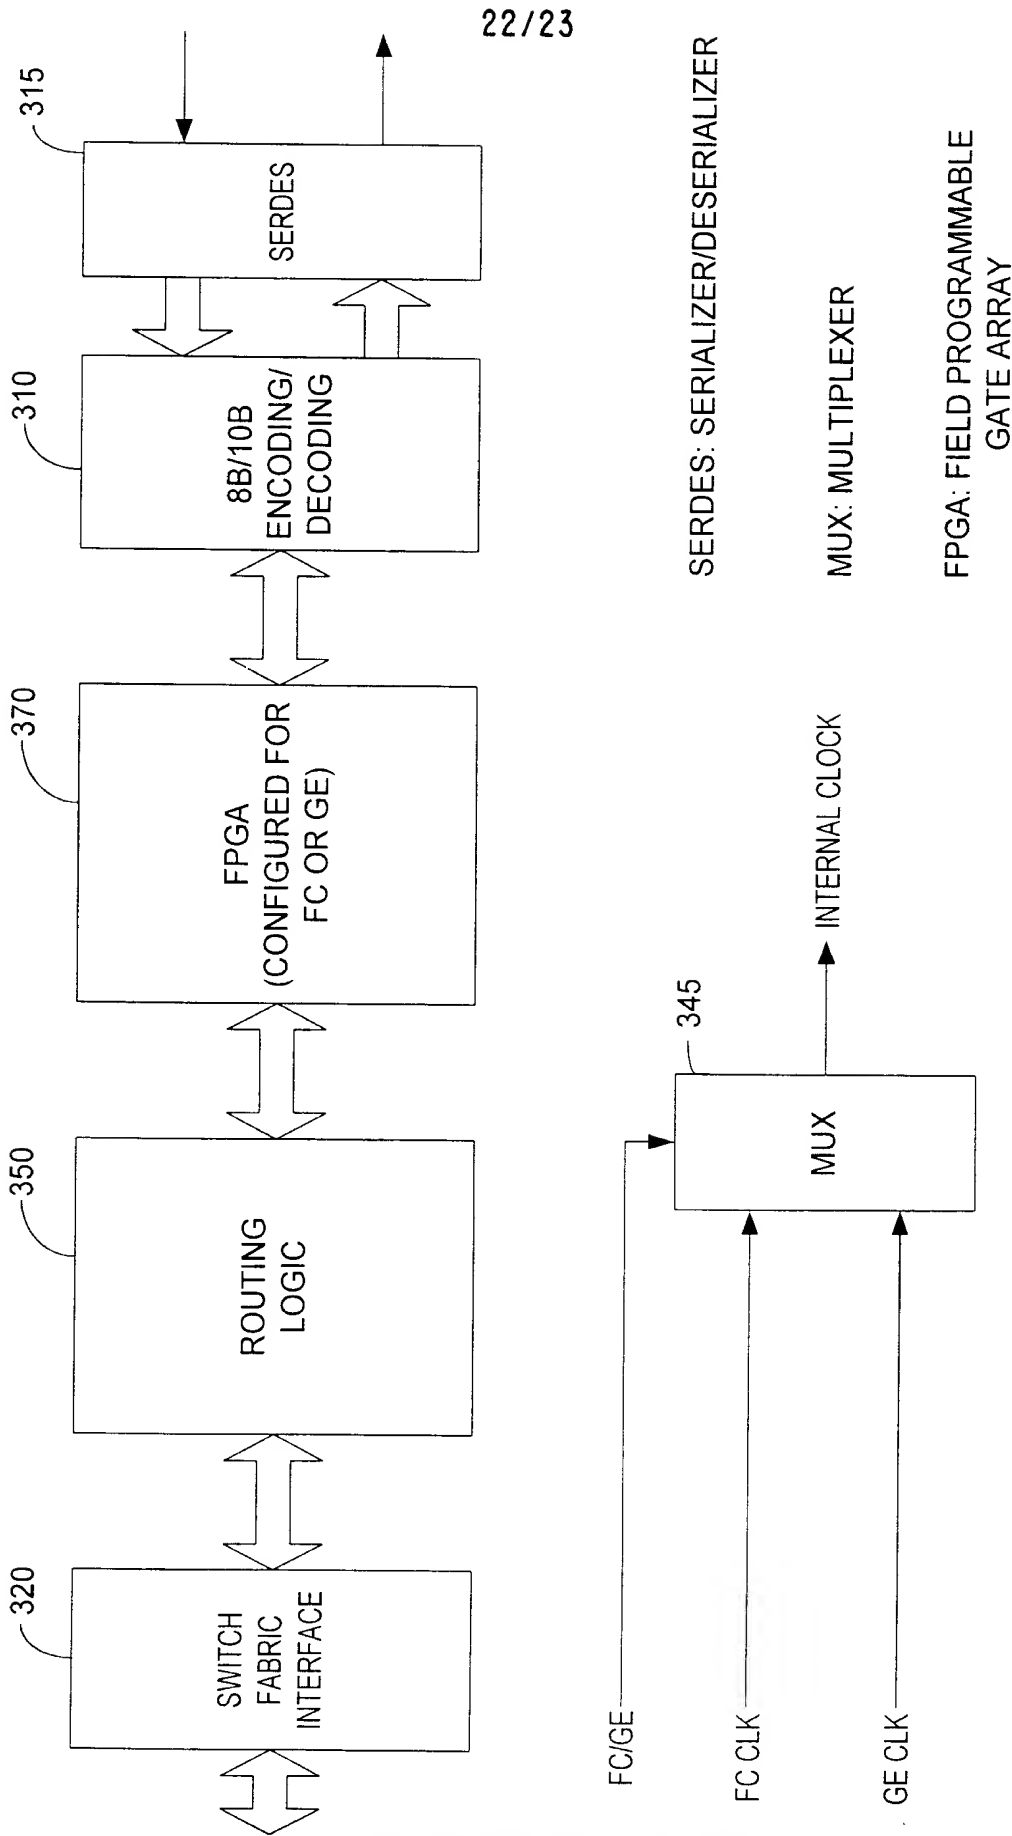 22/23
320
SWITCH
FABRIC
INTERFACE
350
ROUTING
LOGIC
370
FPGA
(CONFIGURED FOR
FC OR GE)
310
8B/10B
ENCODING/
DECODING
315
SERDES
FC/GE
FC CLK
GE CLK
345
MUX
INTERNAL CLOCK
SERDES: SERIALIZER/DESERIALIZER
MUX: MULTIPLEXER
FPGA: FIELD PROGRAMMABLE
GATE ARRAY